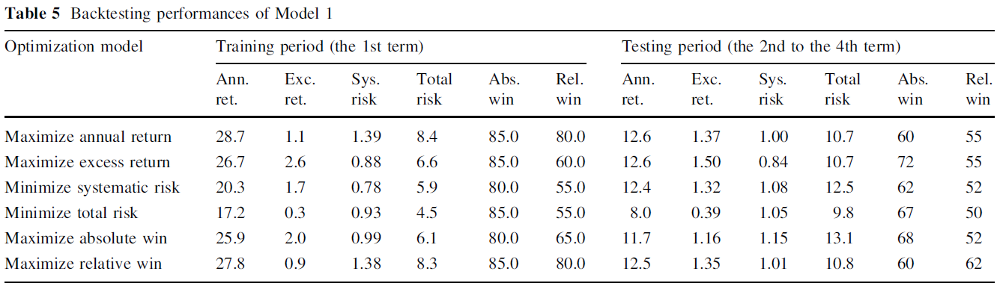 Table 5 Backtesting performances of Model 1
Optimization model Training period (the 1st term) Testing period (the 2nd to the 4th term)
Ann. Exc. Sys. Total Abs. Rel. Ann. Exc. Sys. Total Abs. Rel.
ret. ret. risk risk win win ret. ret. risk risk win win
Maximize annual return 28.7 1.1 1.39 8.4 85.0 80.0 12.6 1.37 1.00 10.7 60 55
Maximize excess return 26.7 2.6 0.88 6.6 85.0 60.0 12.6 1.50 0.84 10.7 72 55
Minimize systematic risk 20.3 1.7 0.78 5.9 80.0 55.0 12.4 1.32 1.08 12.5 62 52
Minimize total risk 17.2 0.3 0.93 4.5 85.0 55.0 8.0 0.39 1.05 9.8 67 50
Maximize absolute win 25.9 2.0 0.99 6.1 80.0 65.0 11.7 1.16 1.15 13.1 68 52
Maximize relative win 27.8 0.9 1.38 8.3 85.0 80.0 12.5 1.35 1.01 10.8 60 62